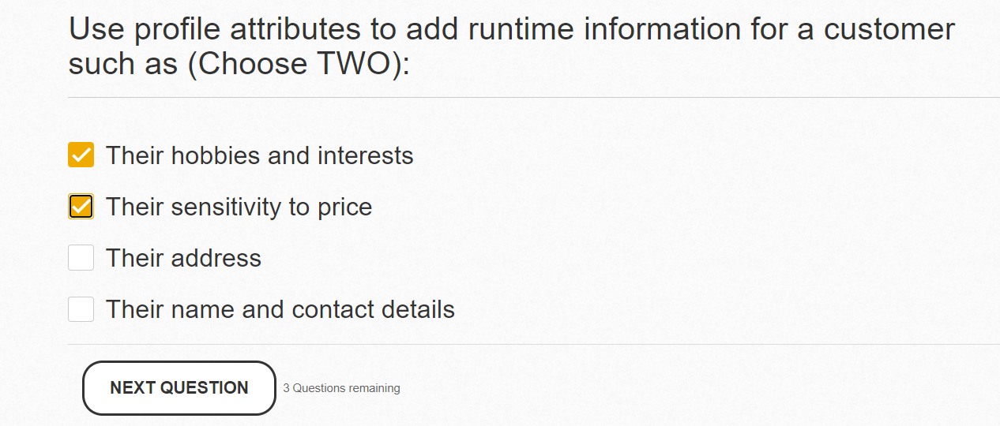 Use profile attributes to add runtime information for a customer
such as (Choose TWO):
Their hobbies and interests
Their sensitivity to price
Their address
Their name and contact details
NEXT QUESTION 3 Questions remaining